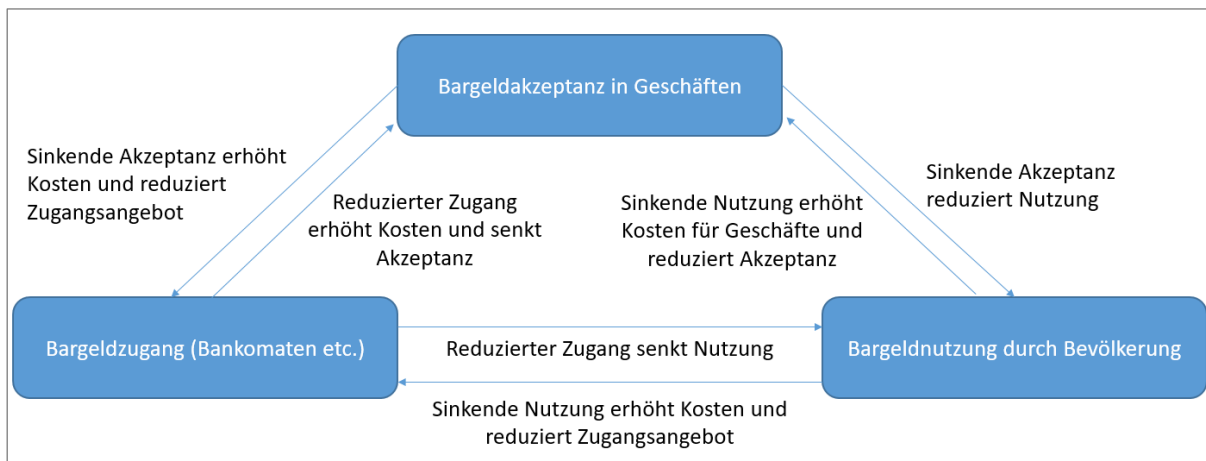 Bargeldakzeptanz in Geschäften
Sinkende Akzeptanz erhöht
Kosten und reduziert
Zugangsangebot
Reduzierter Zugang
erhöht Kosten und senkt
Akzeptanz
Sinkende Nutzung erhöht
Kosten für Geschäfte und
reduziert Akzeptanz
Sinkende Akzeptanz
reduziert Nutzung
Bargeldzugang (Bankomaten etc.)
Reduzierter Zugang senkt Nutzung
Bargeldnutzung durch Bevölkerung
Sinkende Nutzung erhöht Kosten und
reduziert Zugangsangebot